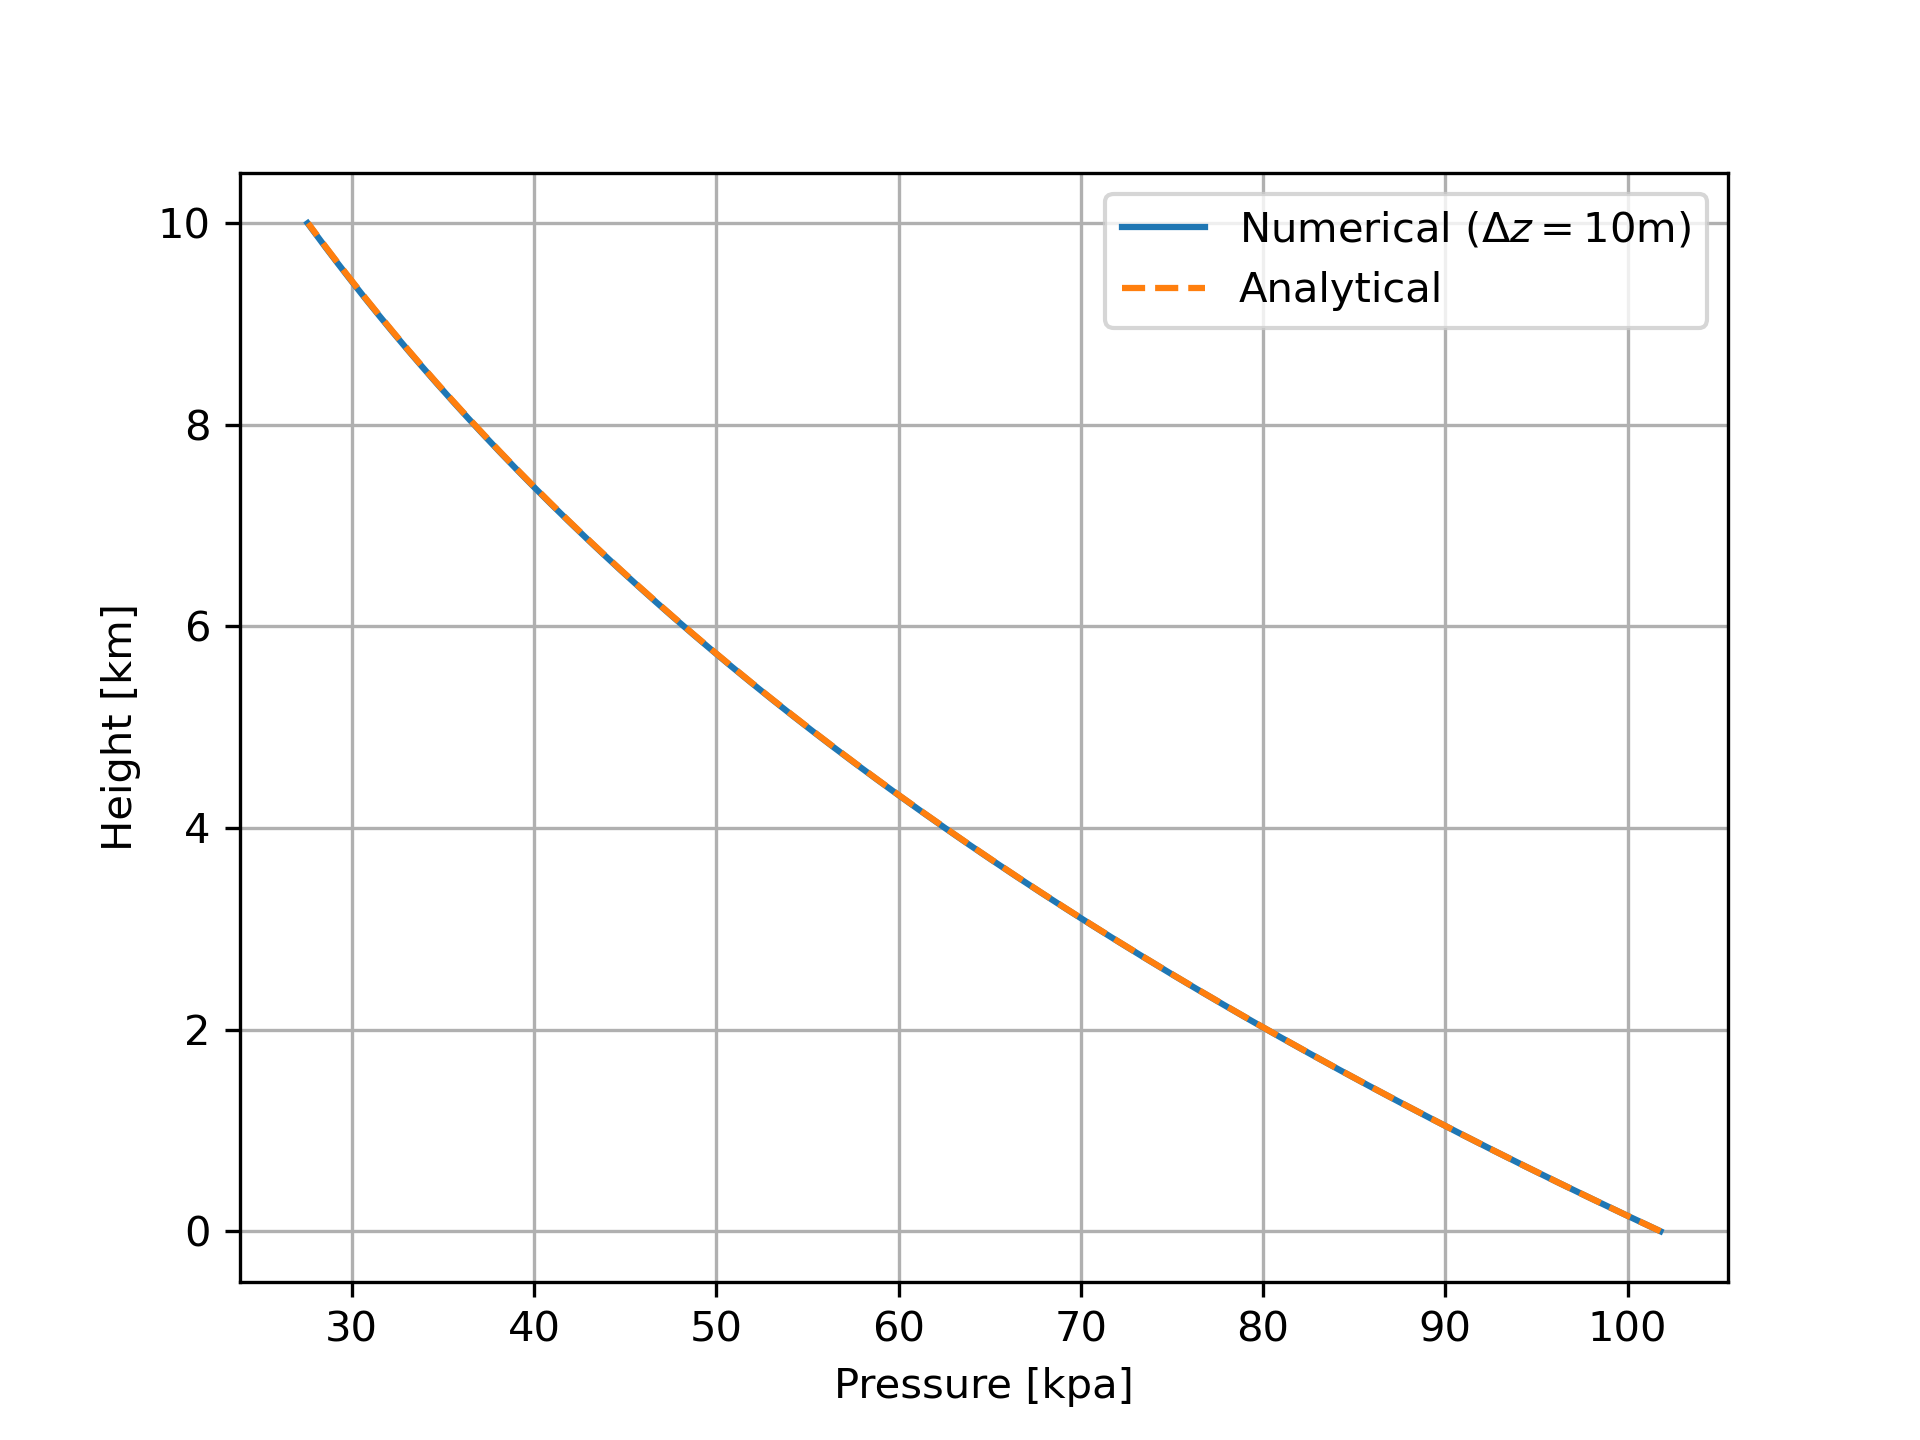 Numerical (Δz = 10m)
Analytical
10
8
6
4
2
0
Height [km]
30 40 50 60 70 80 90 100
Pressure [kpa]